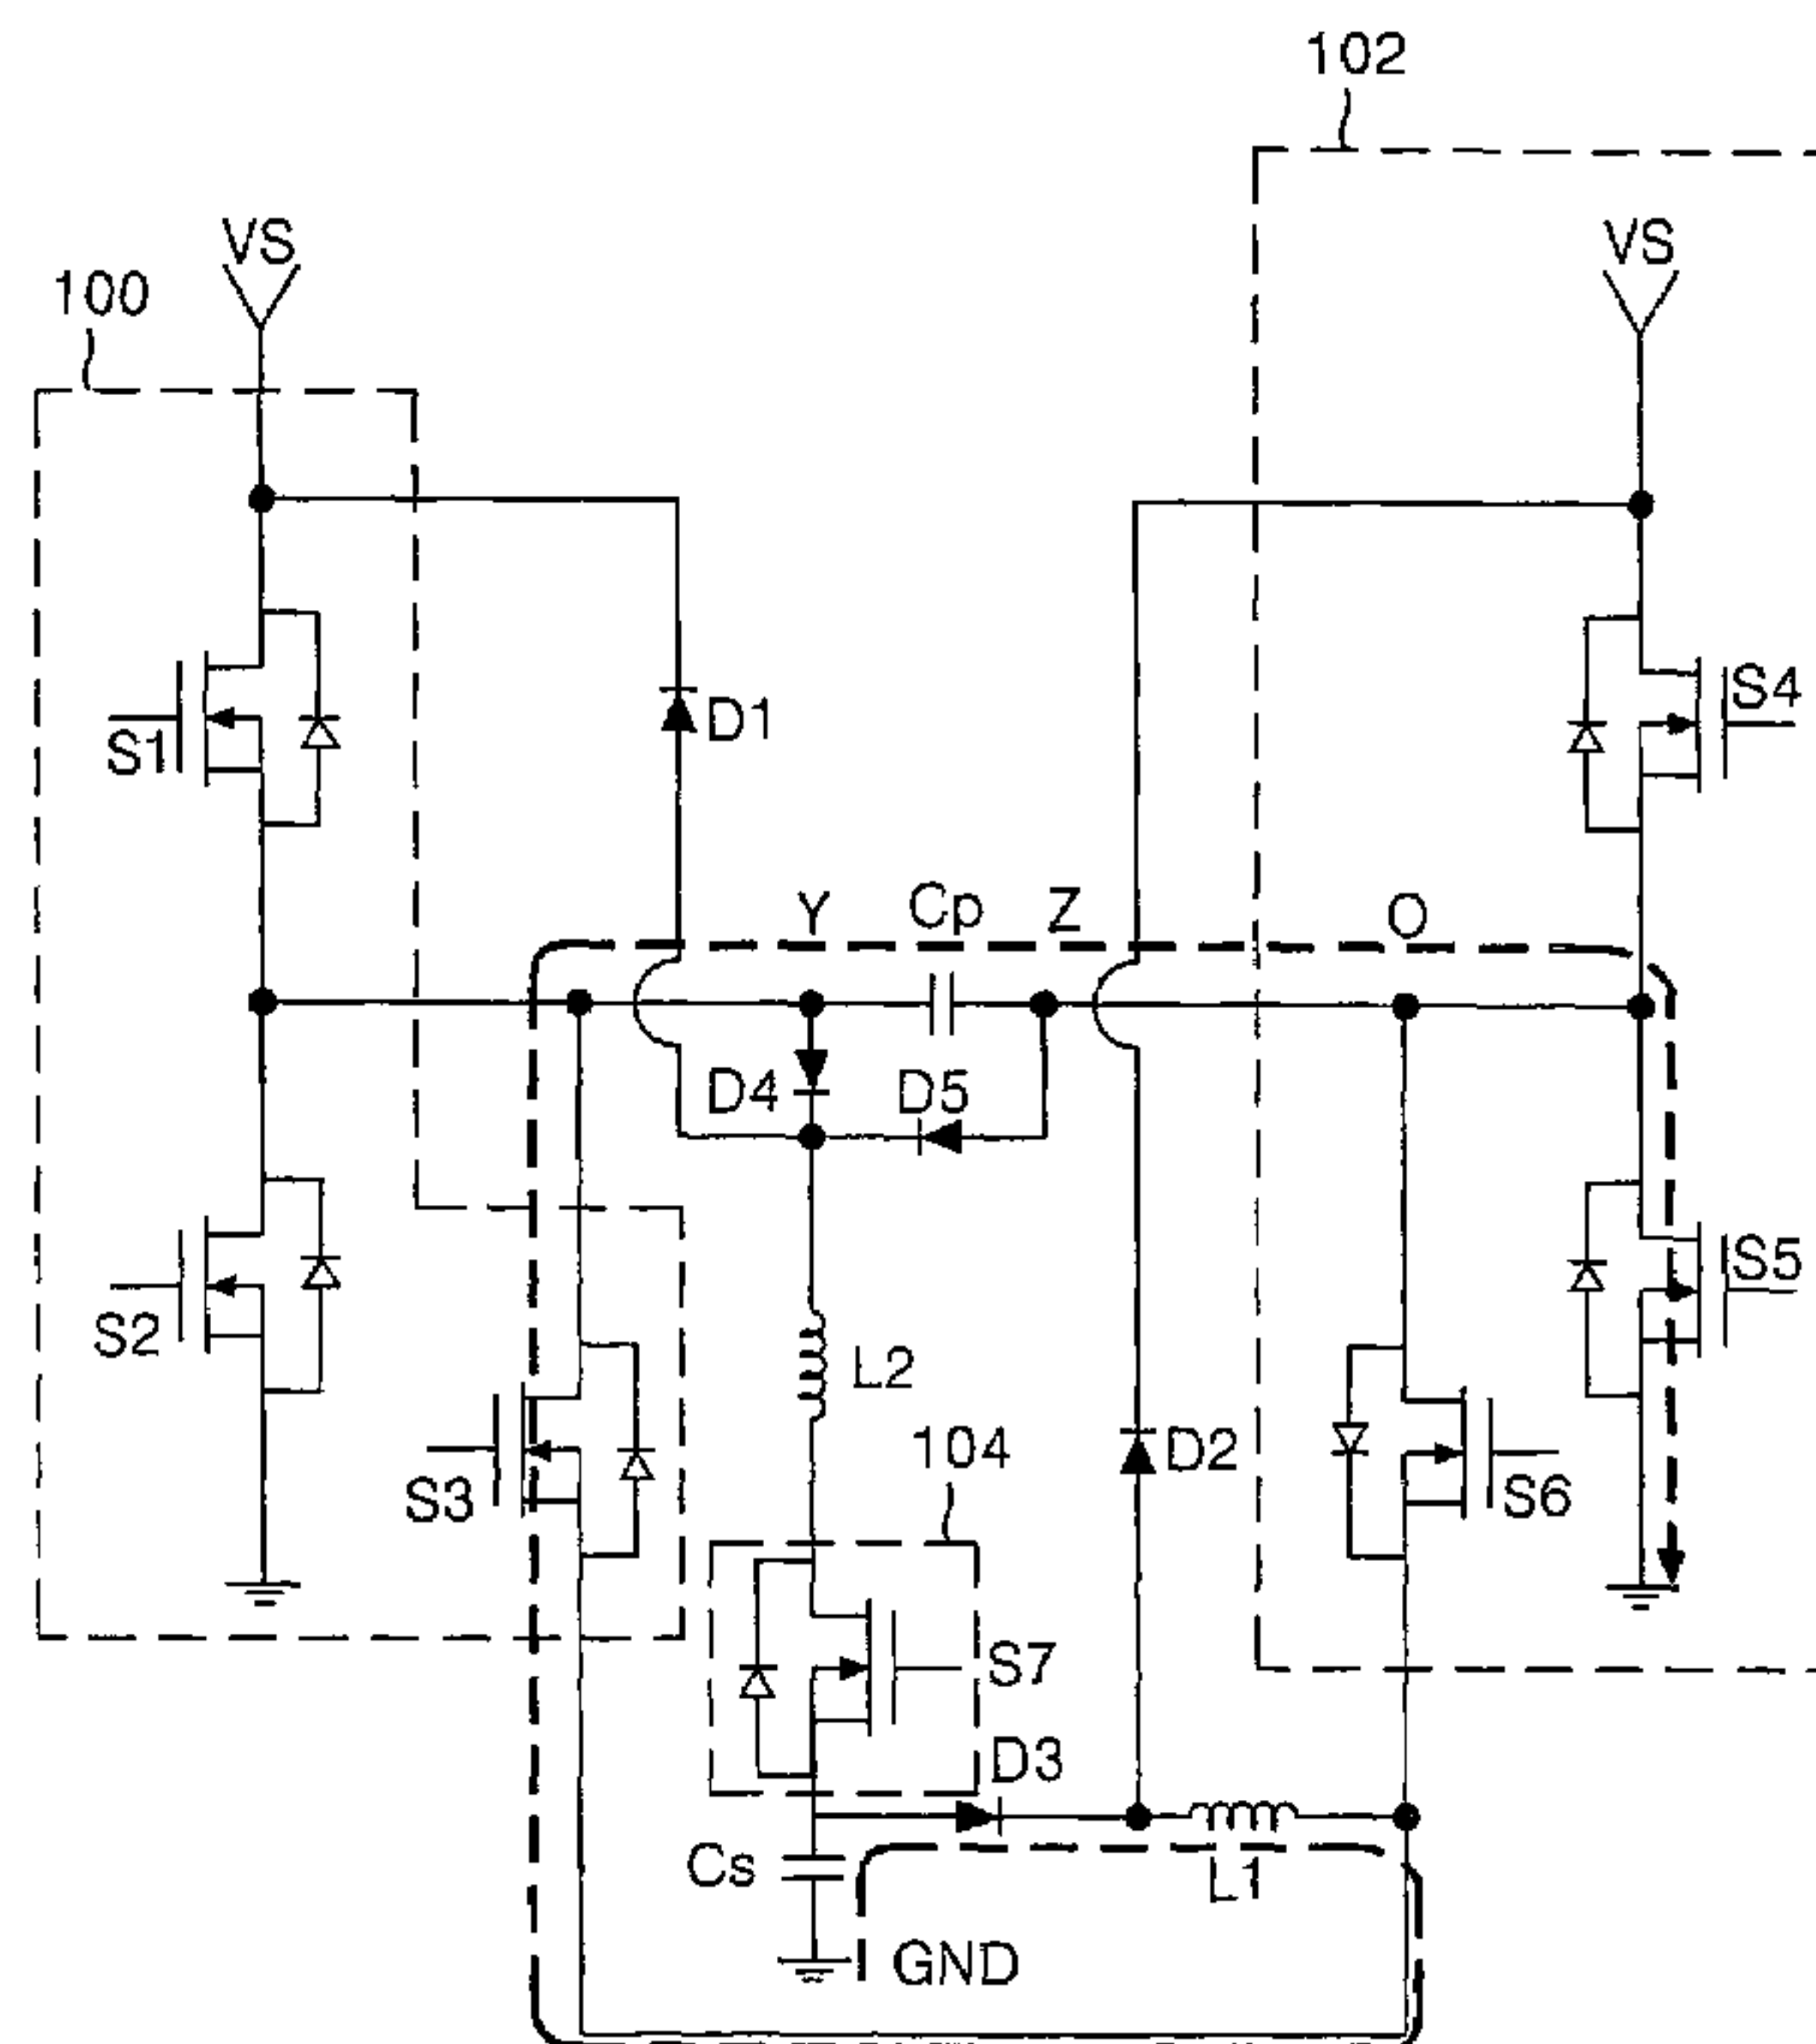 102
VS
VS
100
S4
D1
S1
Y
Cp
Z
O
D4
D5
S5
S2
L2
104
D2
S3
S6
S7
D3
Cs
L1
GND